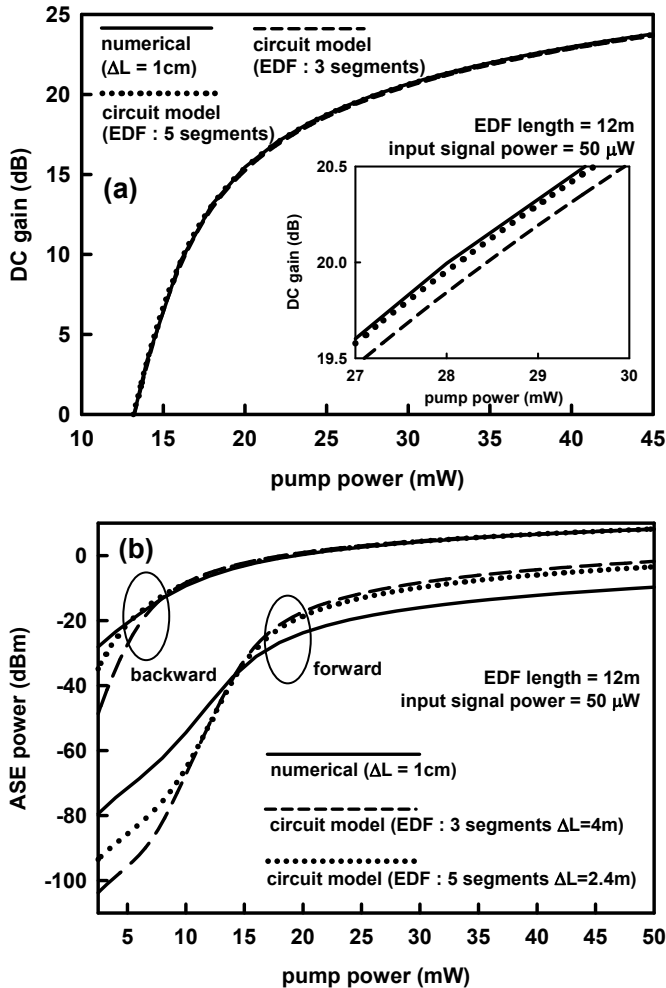 25
20
15
10
5
0
DC gain (dB)
numerical
(ΔL = 1cm)
circuit model
(EDF : 3 segments)
circuit model
(EDF : 5 segments)
(a)
EDF length = 12m
input signal power = 50 μW
20.5
20.0
19.5
DC gain (dB)
27 28 29 30
pump power (mW)
10 15 20 25 30 35 40 45
pump power (mW)
(b)
0
-20
-40
-60
-80
-100
ASE power (dBm)
backward
forward
EDF length = 12m
input signal power = 50 μW
numerical (ΔL = 1cm)
circuit model (EDF : 3 segments ΔL=4m)
circuit model (EDF : 5 segments ΔL=2.4m)
5 10 15 20 25 30 35 40 45 50
pump power (mW)